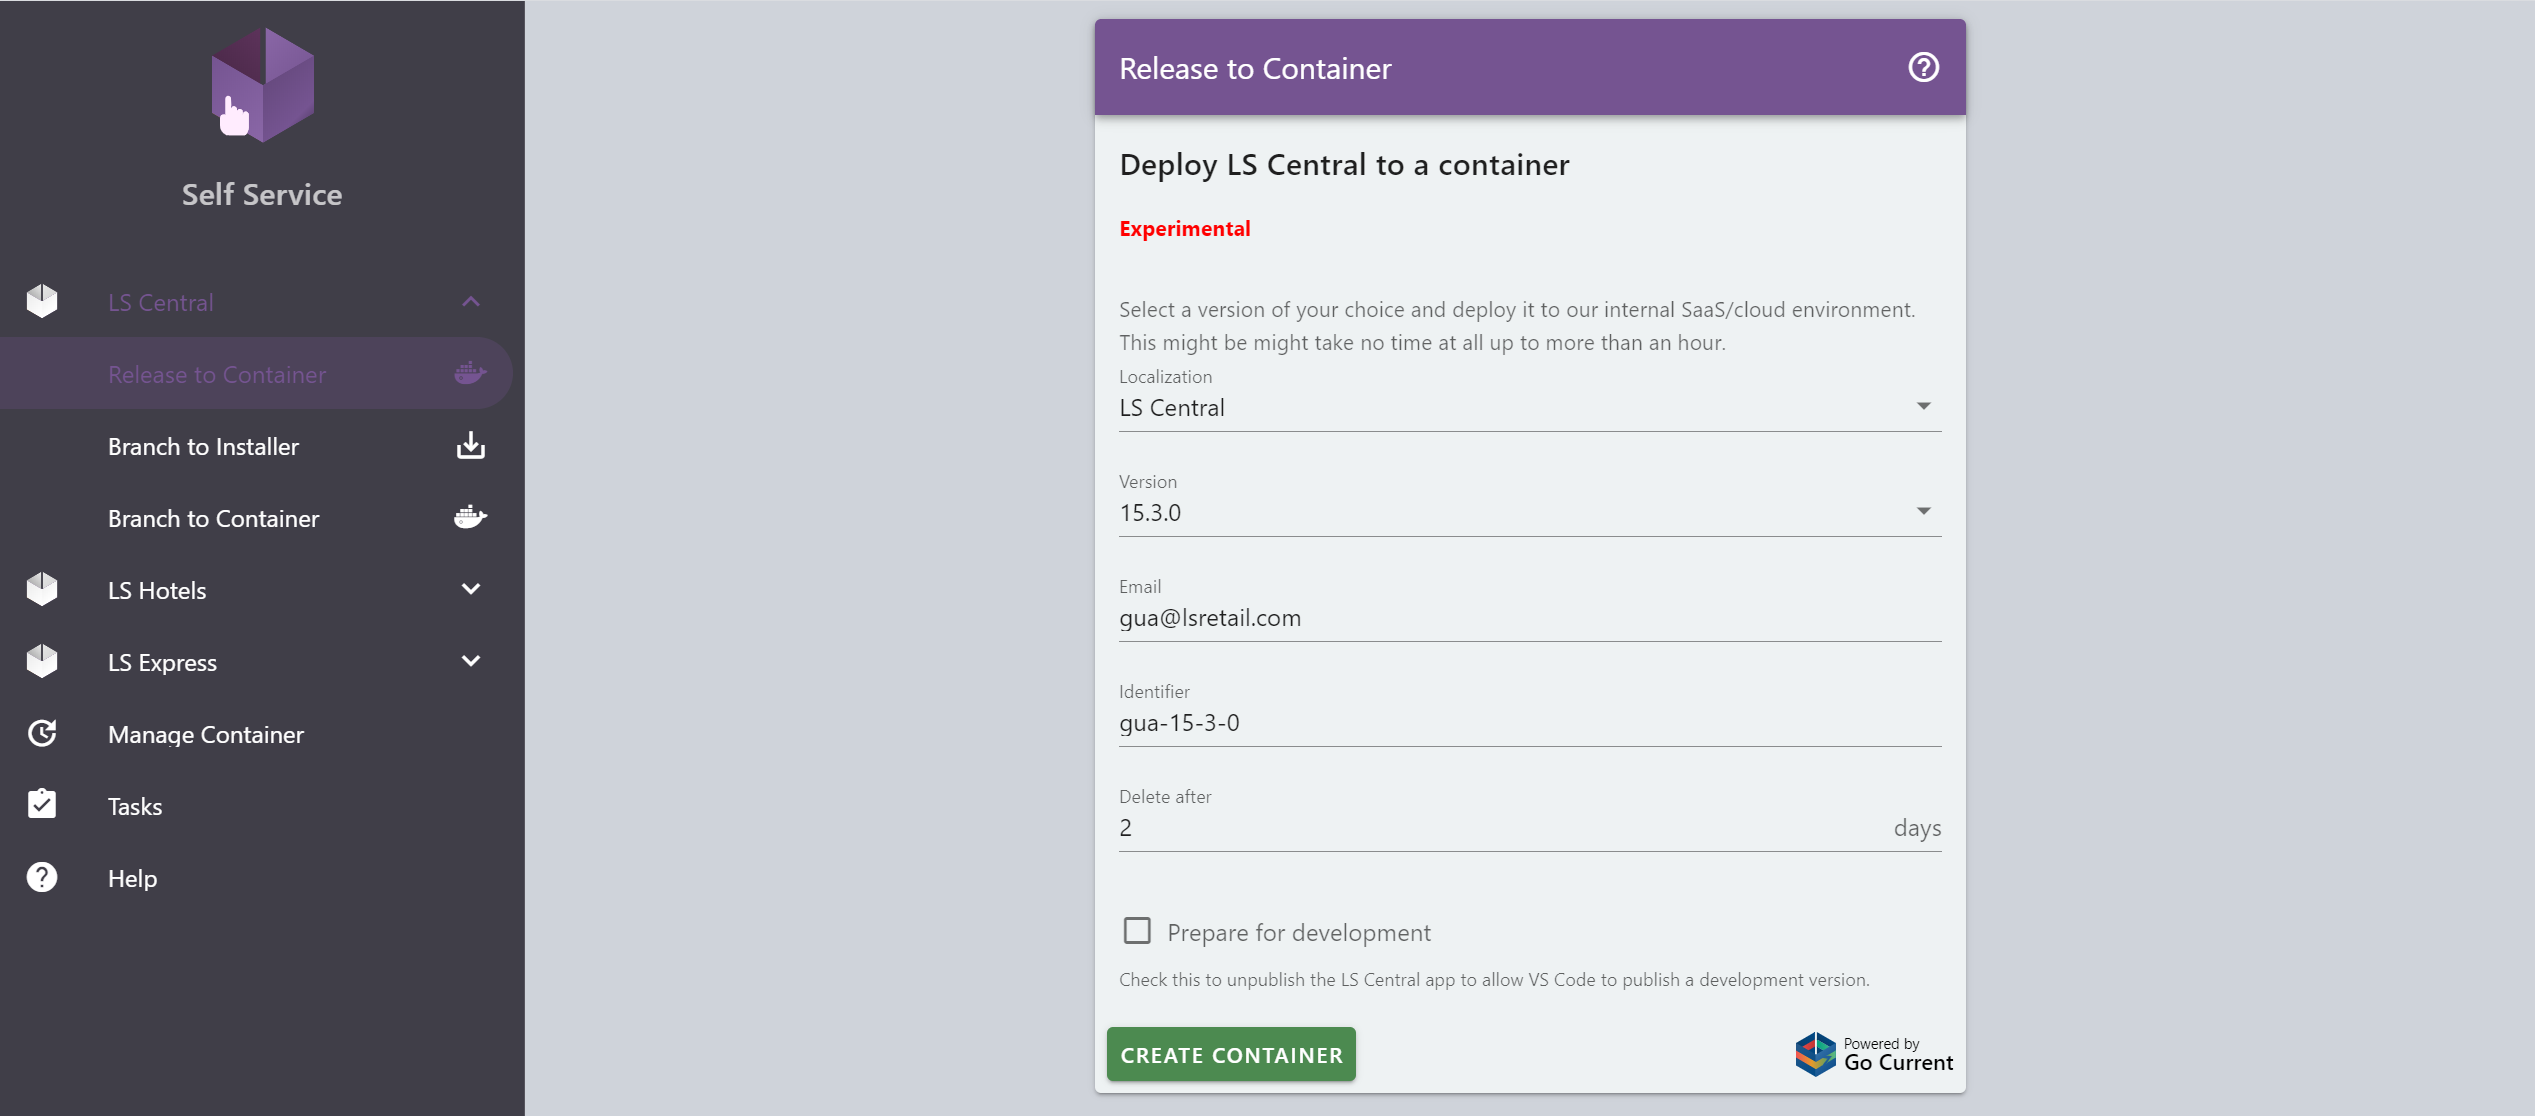 Self Service
LS Central
Release to Container
Branch to Installer
Branch to Container
LS Hotels
LS Express
Manage Container
Tasks
Help
Release to Container
Deploy LS Central to a container
Experimental
Select a version of your choice and deploy it to our internal SaaS/cloud environment.
This might be might take no time at all up to more than an hour.
Localization
LS Central
Version
15.3.0
Email
gua@lsretail.com
Identifier
gua-15-3-0
Delete after
2 days
Prepare for development
Check this to unpublish the LS Central app to allow VS Code to publish a development version.
CREATE CONTAINER
Powered by
Go Current